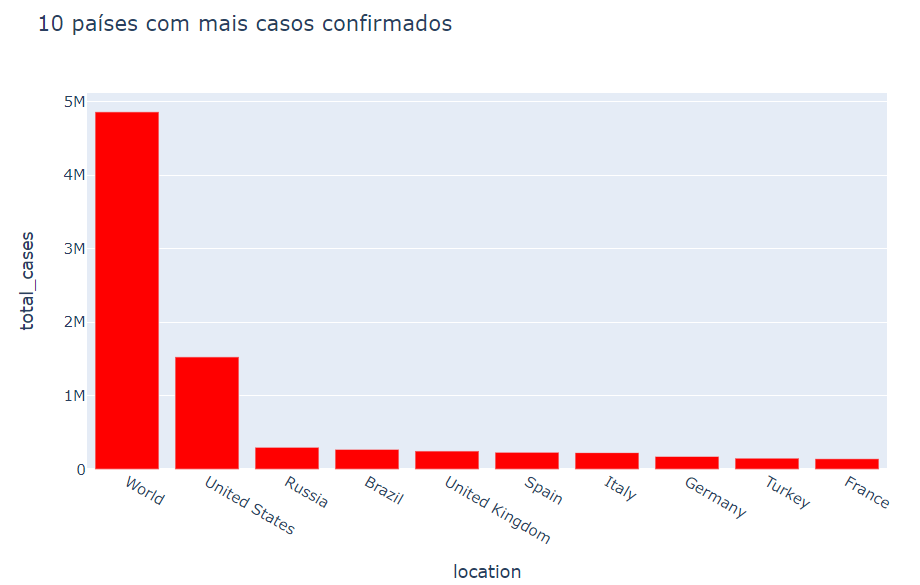 10 países com mais casos confirmados
total_cases
5M
4M
3M
2M
1M
0
World
United States
Russia
Brazil
United Kingdom
Spain
Italy
Germany
Turkey
France
location